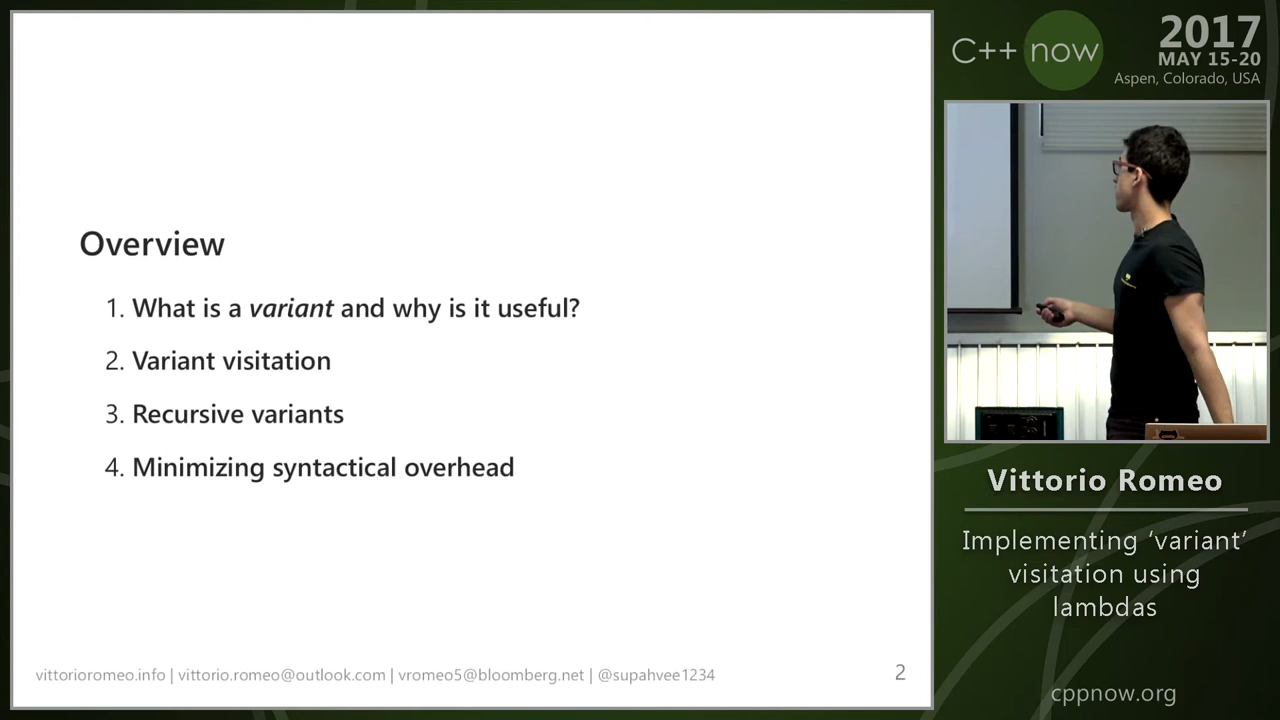 Overview
1. What is a variant and why is it useful?
2. Variant visitation
3. Recursive variants
4. Minimizing syntactical overhead
vittorioromeo.info | vittorio.romeo@outlook.com | vromeo5@bloomberg.net | @supahvee1234
2
C++ now
2017
MAY 15-20
Aspen, Colorado, USA
Vittorio Romeo
Implementing ‘variant’
visitation using
lambdas
cppnow.org